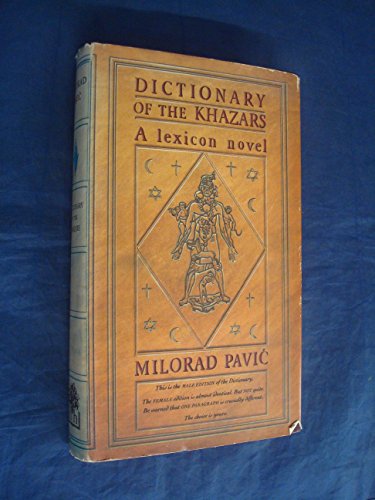 DICTIONARY
OF THE KHAZARS
A lexicon novel
MILORAD PAVIĆ
This is the MALE EDITION of the Dictionary.
The FEMALE edition is almost identical. But NOT quite.
Be warned that ONE PARAGRAPH is crucially different.
The choice is yours.